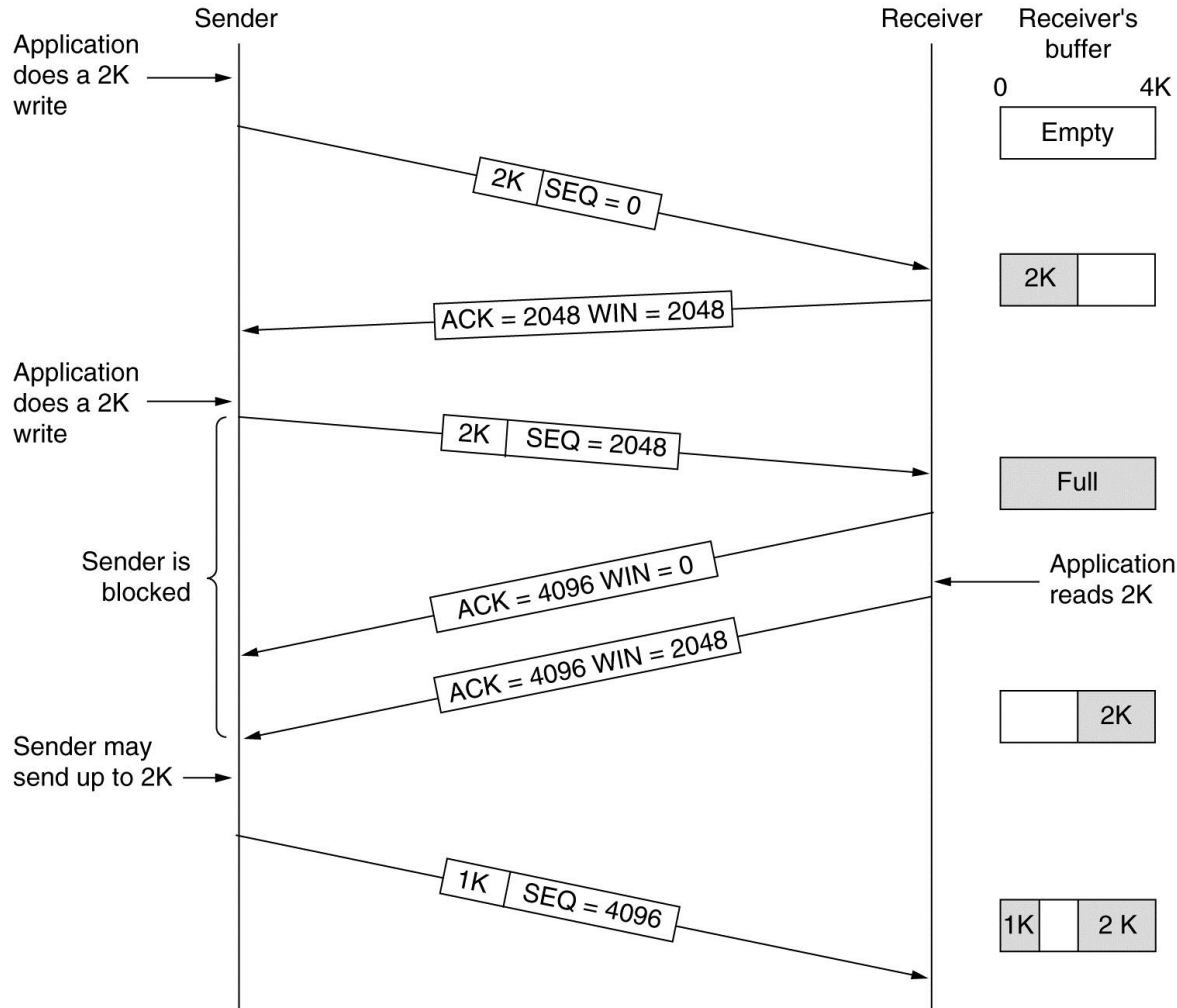 Sender
Receiver
Receiver's
buffer
Application
does a 2K
write
0
4K
Empty
2K
SEQ = 0
2K
ACK = 2048 WIN = 2048
Application
does a 2K
write
2K
SEQ = 2048
Full
Sender is
blocked
ACK = 4096 WIN = 0
Application
reads 2K
ACK = 4096 WIN = 2048
2K
Sender may
send up to 2K
1K
SEQ = 4096
1K
2 K